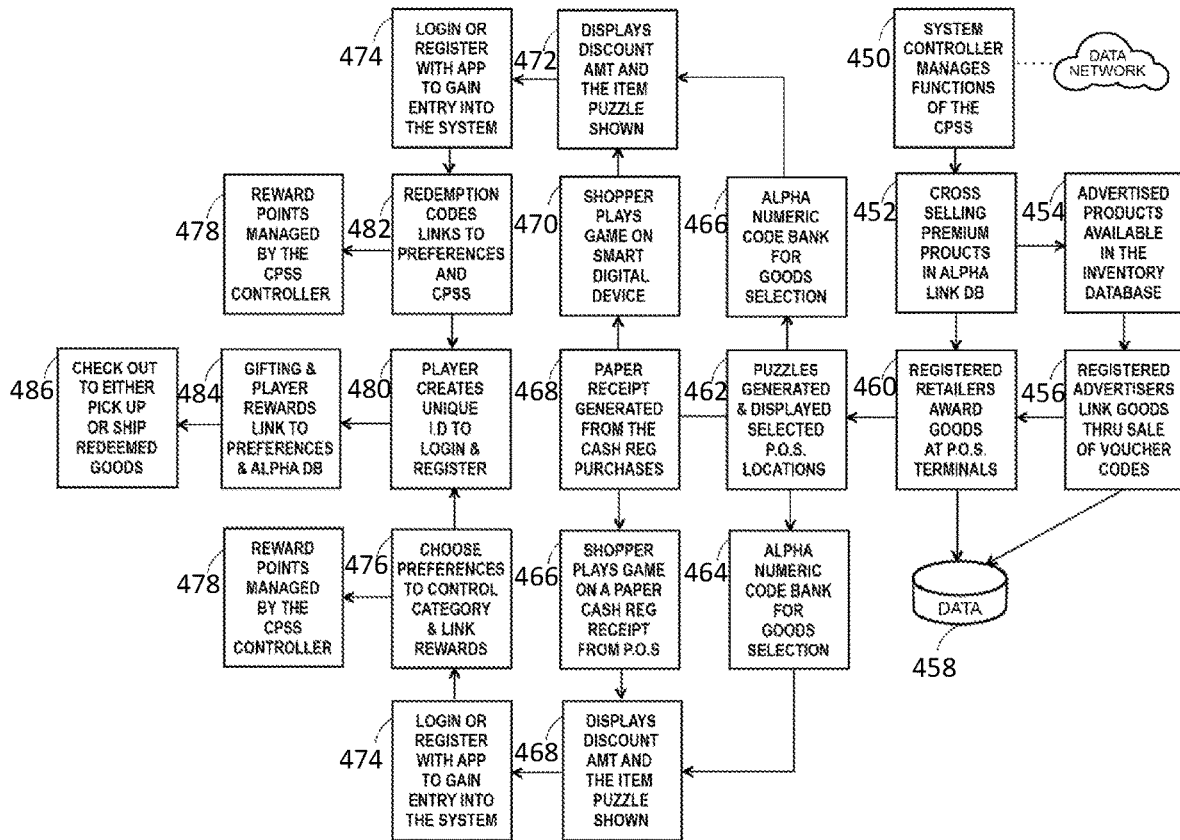 474
LOGIN OR
REGISTER
WITH APP
TO GAIN
ENTRY INTO
THE SYSTEM
472
DISPLAYS
DISCOUNT
AMT AND
THE ITEM
PUZZLE
SHOWN
450
SYSTEM
CONTROLLER
MANAGES
FUNCTIONS
OF THE
CPSS
DATA
NETWORK
478
REWARD
POINTS
MANAGED
BY THE
CPSS
CONTROLLER
482
REDEMPTION
CODES
LINKS TO
PREFERENCES
AND
CPSS
470
SHOPPER
PLAYS
GAME ON
SMART
DIGITAL
DEVICE
466
ALPHA
NUMERIC
CODE BANK
FOR
GOODS
SELECTION
452
CROSS
SELLING
PREMIUM
PRODUCTS
IN ALPHA
LINK DB
454
ADVERTISED
PRODUCTS
AVAILABLE
IN THE
INVENTORY
DATABASE
486
CHECK OUT
TO EITHER
PICK UP
OR SHIP
REDEEMED
GOODS
484
GIFTING &
PLAYER
REWARDS
LINK TO
PREFERENCES
& ALPHA DB
480
PLAYER
CREATES
UNIQUE
I.D TO
LOGIN &
REGISTER
468
PAPER
RECEIPT
GENERATED
FROM THE
CASH REG
PURCHASES
462
PUZZLES
GENERATED
& DISPLAYED
SELECTED
P.O.S.
LOCATIONS
460
REGISTERED
RETAILERS
AWARD
GOODS
AT P.O.S.
TERMINALS
456
REGISTERED
ADVERTISERS
LINK GOODS
THRU SALE
OF VOUCHER
CODES
478
REWARD
POINTS
MANAGED
BY THE
CPSS
CONTROLLER
476
CHOOSE
PREFERENCES
TO CONTROL
CATEGORY
& LINK
REWARDS
466
SHOPPER
PLAYS GAME
ON A PAPER
CASH REG
RECEIPT
FROM P.O.S
464
ALPHA
NUMERIC
CODE BANK
FOR
GOODS
SELECTION
DATA
458
474
LOGIN OR
REGISTER
WITH APP
TO GAIN
ENTRY INTO
THE SYSTEM
468
DISPLAYS
DISCOUNT
AMT AND
THE ITEM
PUZZLE
SHOWN